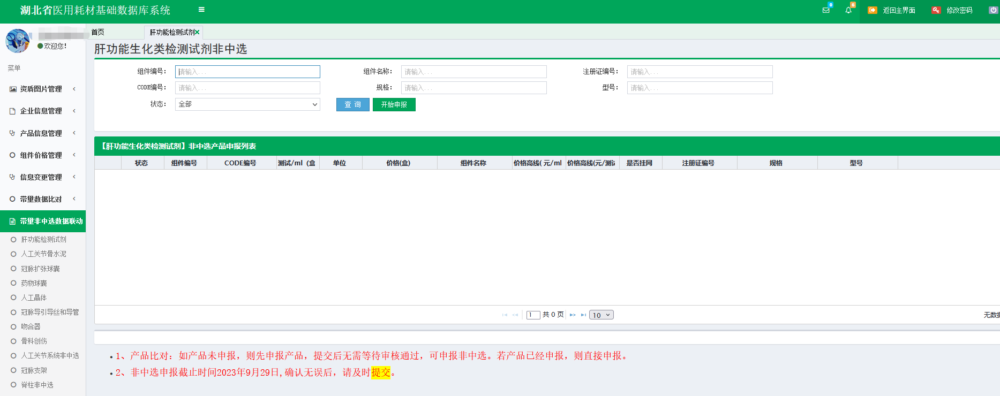 湖北省医用耗材基础数据库系统
0
6
返回主界面
修改密码
欢迎您！
首页
肝功能检测试剂
菜单
资质图片管理
企业信息管理
产品信息管理
组件价格管理
信息变更管理
带量数据比对
带量非中选数据联动
肝功能检测试剂
人工关节骨水泥
冠脉扩张球囊
药物球囊
人工晶体
冠脉导引导丝和导管
吻合器
骨科创伤
人工关节系统非中选
冠脉支架
脊柱非中选
肝功能生化类检测试剂非中选
组件编号： 请输入... 组件名称： 请输入... 注册证编号： 请输入...
CODE编号： 请输入... 规格： 请输入... 型号： 请输入...
状态： 全部 查 询 开始申报
【肝功能生化类检测试剂】非中选产品申报列表
状态 组件编号 CODE编号 测试/ml（盒 单位 价格(盒) 组件名称 价格高线( 元/ml 价格高线(元/测试 是否挂网 注册证编号 规格 型号
1 共 0 页 10 无数据
1、产品比对：如产品未申报，则先申报产品，提交后无需等待审核通过，可申报非中选。若产品已经申报，则直接申报。
2、非中选申报截止时间2023年9月29日,确认无误后，请及时提交。